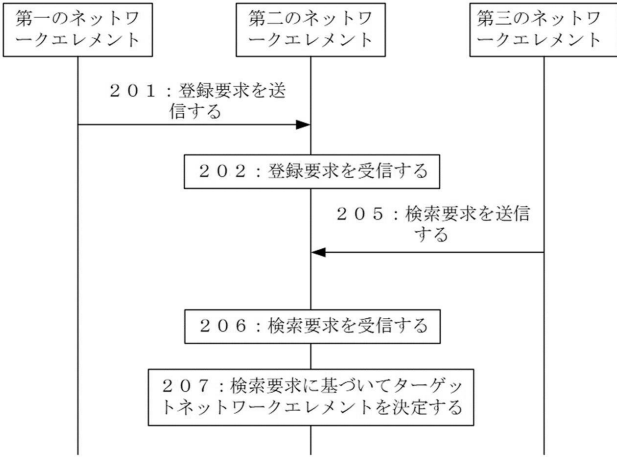 第一のネットワ
ークエレメント
第二のネットワ
ークエレメント
第三のネットワ
ークエレメント
２０１：登録要求を送
信する
２０２：登録要求を受信する
２０５：検索要求を送信
する
２０６：検索要求を受信する
２０７：検索要求に基づいてターゲッ
トネットワークエレメントを決定する